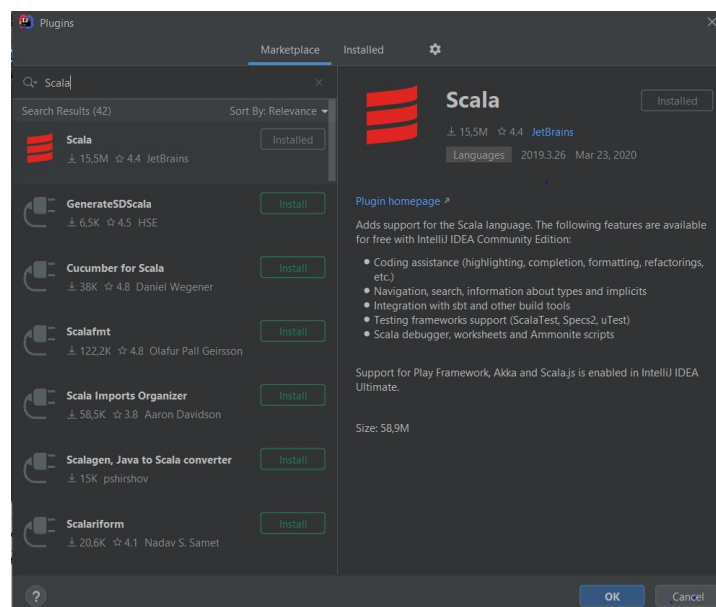 Plugins
Marketplace Installed
Scala
Search Results (42) Sort By: Relevance
Scala Installed
15,5M 4.4 JetBrains
GenerateSDScala Install
6,5K 4.5 HSE
Cucumber for Scala Install
38K 4.8 Daniel Wegener
Scalafmt Install
122,2K 4.8 Olafur Pall Geirsson
Scala Imports Organizer Install
58,5K 3.8 Aaron Davidson
Scalagen, Java to Scala converter Install
15K pshirshov
Scalariform Install
20,6K 4.1 Nadav S. Samet
Scala Installed
15,5M 4.4 JetBrains
Languages 2019.3.26 Mar 23, 2020
Plugin homepage
Adds support for the Scala language. The following features are available
for free with IntelliJ IDEA Community Edition:
• Coding assistance (highlighting, completion, formatting, refactorings,
etc.)
• Navigation, search, information about types and implicits
• Integration with sbt and other build tools
• Testing frameworks support (ScalaTest, Specs2, uTest)
• Scala debugger, worksheets and Ammonite scripts
Support for Play Framework, Akka and Scala.js is enabled in IntelliJ IDEA
Ultimate.
Size: 58,9M
? OK Cancel